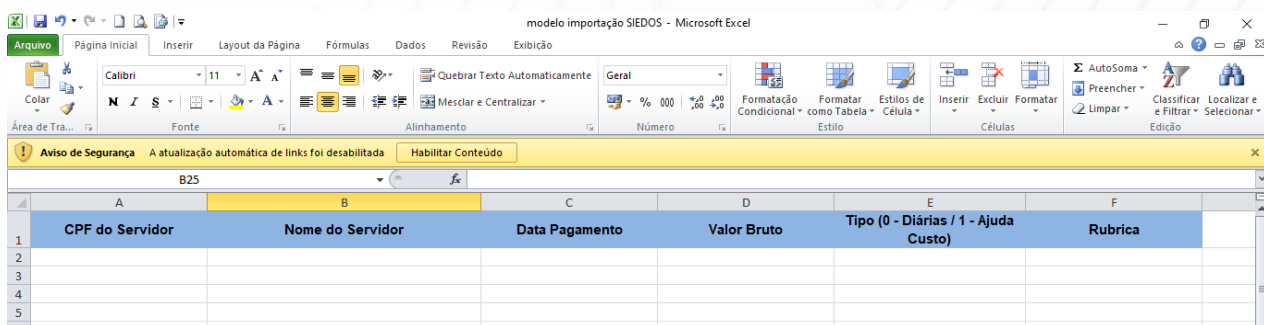 modelo importação SIEDOS - Microsoft Excel
Arquivo Página Inicial Inserir Layout da Página Fórmulas Dados Revisão Exibição
Colar
Calibri 11 A A
Quebrar Texto Automaticamente
Geral
N I S A
Mesclar e Centralizar
% 000 ,00 ,0
Formatação Condicional
Formatar como Tabela
Estilos de Célula
Inserir Excluir Formatar
Σ AutoSoma
Preencher
Limpar
Classificar e Filtrar
Localizar e Selecionar
Área de Tra... Fonte Alinhamento Número Estilo Células Edição
Aviso de Segurança A atualização automática de links foi desabilitada Habilitar Conteúdo
B25 fx
A B C D E F
1 CPF do Servidor Nome do Servidor Data Pagamento Valor Bruto Tipo (0 - Diárias / 1 - Ajuda
Custo) Rubrica
2
3
4
5